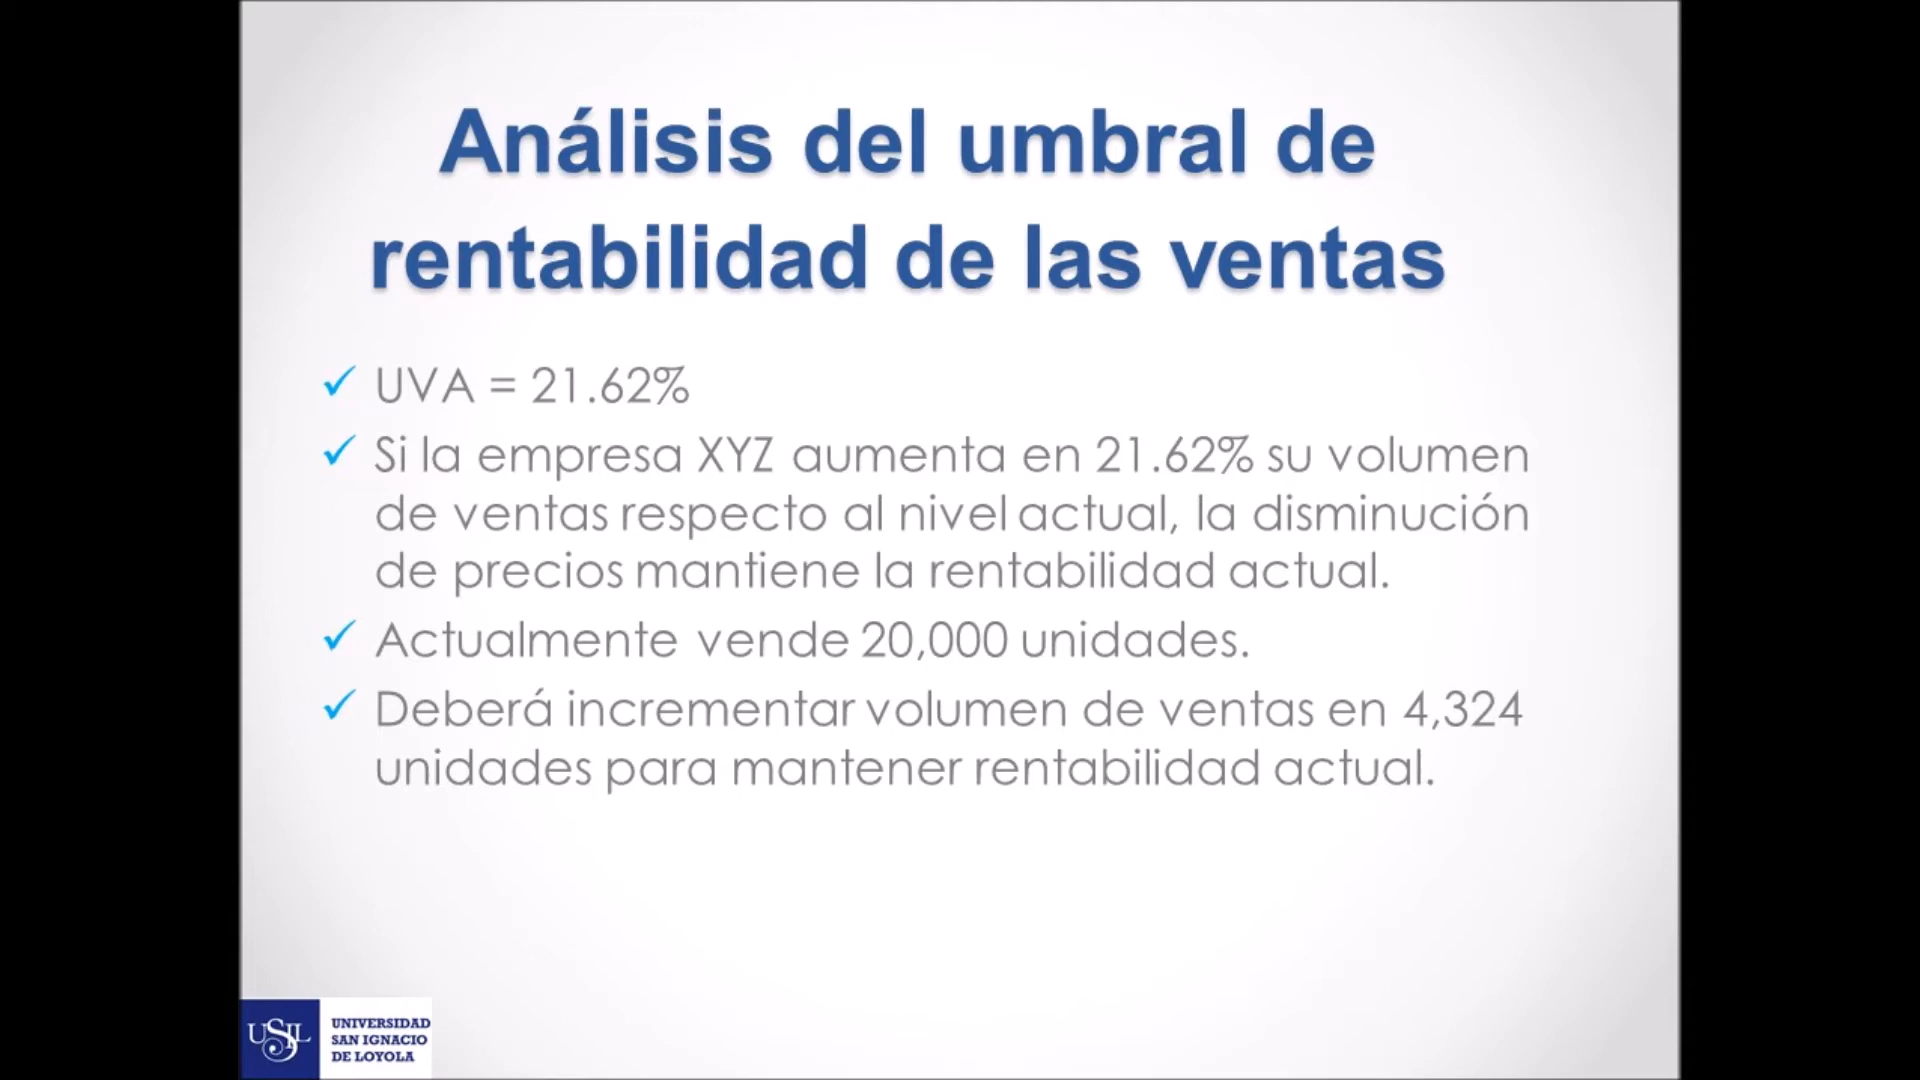 Análisis del umbral de
rentabilidad de las ventas
✓ UVA = 21.62%
✓ Si la empresa XYZ aumenta en 21.62% su volumen
de ventas respecto al nivel actual, la disminución
de precios mantiene la rentabilidad actual.
✓ Actualmente vende 20,000 unidades.
✓ Deberá incrementar volumen de ventas en 4,324
unidades para mantener rentabilidad actual.
USIL
UNIVERSIDAD
SAN IGNACIO
DE LOYOLA